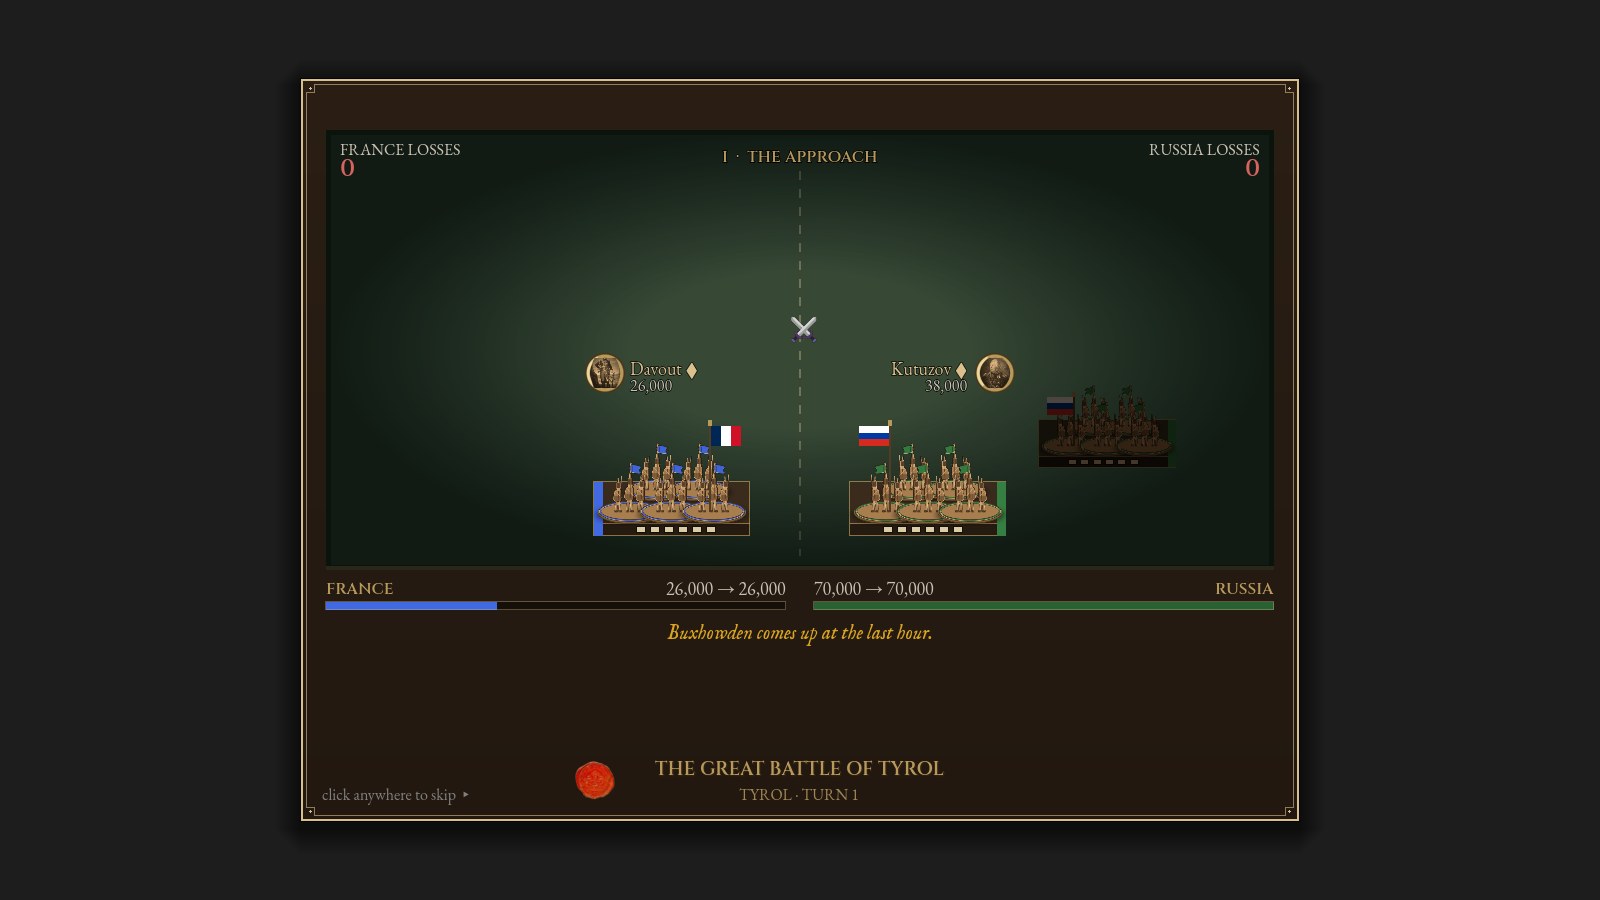 FRANCE LOSSES
0
I · THE APPROACH
RUSSIA LOSSES
0
Davout
26,000
Kutuzov
38,000
FRANCE
26,000 → 26,000
70,000 → 70,000
RUSSIA
Buxhowden comes up at the last hour.
THE GREAT BATTLE OF TYROL
TYROL · TURN 1
click anywhere to skip ▸